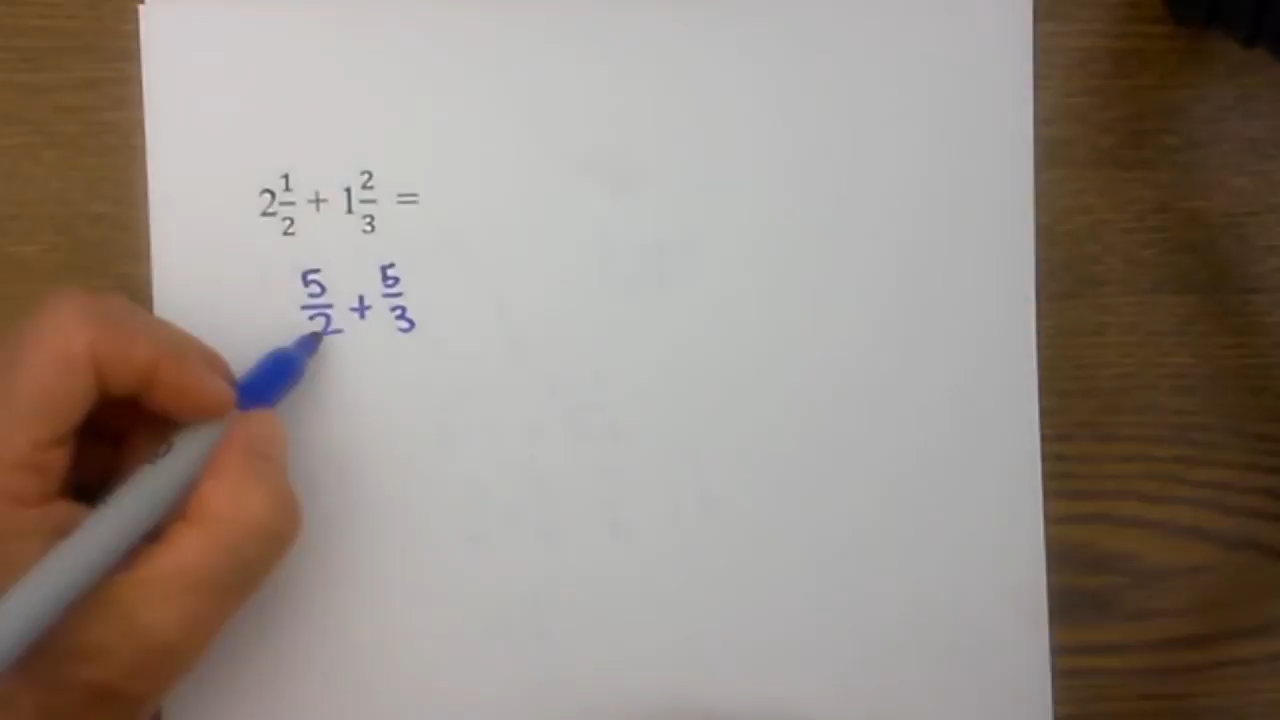 2 1/2 + 1 2/3 =
5/2 + 5/3